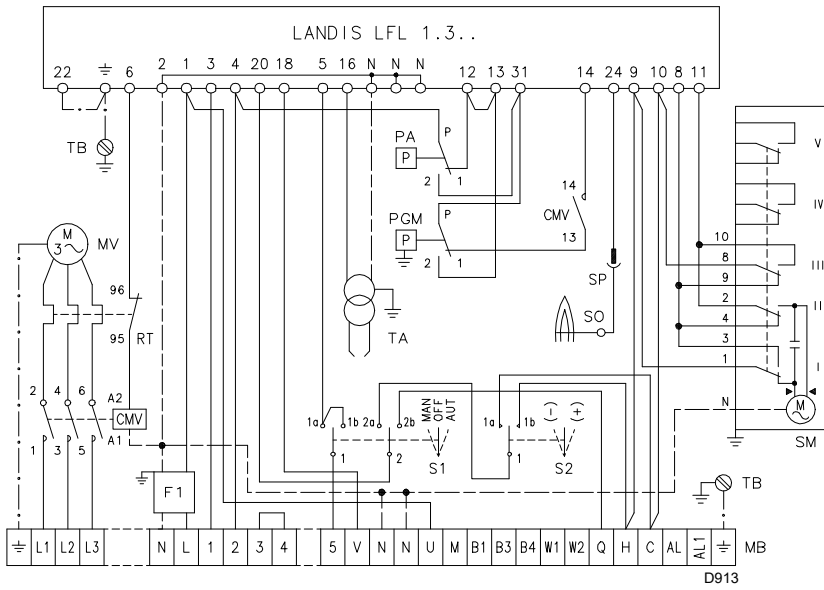 LANDIS LFL 1.3..
22 6 2 1 3 4 20 18 5 16 N N N 12 13 31 14 24 9 10 8 11
TB
PA P P 2 1
14
CMV
13
PGM P P 2 1
SP
SO
TA
M 3 MV
96
95 RT
2 4 6 A2
CMV
1 3 5 A1
F1
1a 1b 2a 2b MAN OFF AUT
1 2 S1
1a 1b (-) (+)
1 S2
V
IV
10
8 III
9
2 II
4
3
1 I
N M
SM
TB
L1 L2 L3 N L 1 2 3 4 5 V N N U M B1 B3 B4 W1 W2 Q H C AL AL1 MB
D913